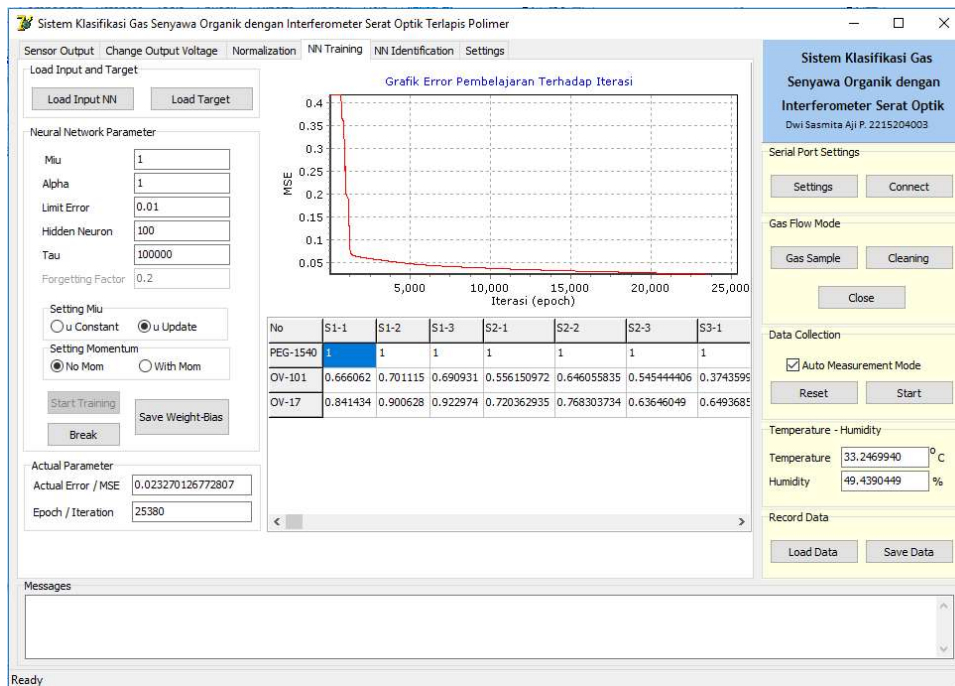 Sistem Klasifikasi Gas Senyawa Organik dengan Interferometer Serat Optik Terlapis Polimer
Sensor Output Change Output Voltage Normalization NN Training NN Identification Settings
Load Input and Target
Load Input NN Load Target
Neural Network Parameter
Miu 1
Alpha 1
Limit Error 0.01
Hidden Neuron 100
Tau 100000
Forgetting Factor 0.2
Setting Miu
u Constant u Update
Setting Momentum
No Mom With Mom
Start Training
Save Weight-Bias
Break
Actual Parameter
Actual Error / MSE 0.023270126772807
Epoch / Iteration 25380
Grafik Error Pembelajaran Terhadap Iterasi
MSE
0.4
0.35
0.3
0.25
0.2
0.15
0.1
0.05
5,000 10,000 15,000 20,000 25,000
Iterasi (epoch)
No S1-1 S1-2 S1-3 S2-1 S2-2 S2-3 S3-1
PEG-1540 1 1 1 1 1 1 1
OV-101 0.666062 0.701115 0.690931 0.556150972 0.646055835 0.545444406 0.3743599
OV-17 0.841434 0.900628 0.922974 0.720362935 0.768303734 0.63646049 0.6493685
Sistem Klasifikasi Gas
Senyawa Organik dengan
Interferometer Serat Optik
Dwi Sasmita Aji P. 2215204003
Serial Port Settings
Settings Connect
Gas Flow Mode
Gas Sample Cleaning
Close
Data Collection
Auto Measurement Mode
Reset Start
Temperature - Humidity
Temperature 33.2469940 °C
Humidity 49.4390449 %
Record Data
Load Data Save Data
Messages
Ready